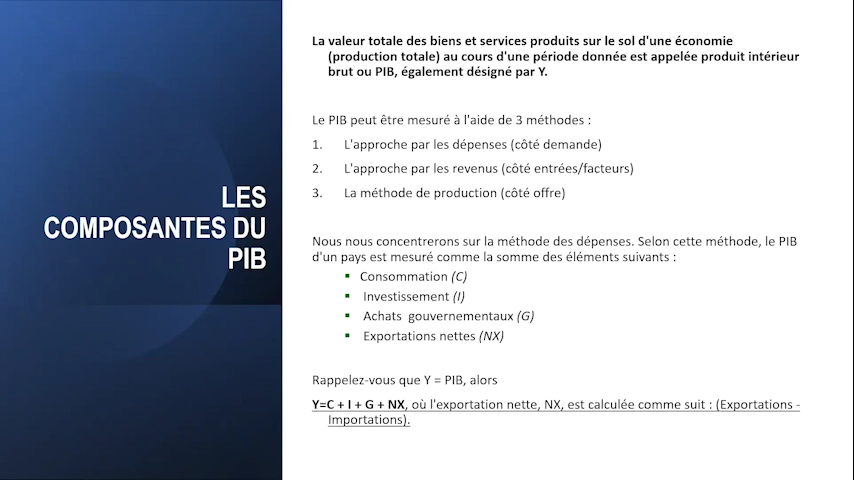 LES
COMPOSANTES DU
PIB
La valeur totale des biens et services produits sur le sol d'une économie
(production totale) au cours d'une période donnée est appelée produit intérieur
brut ou PIB, également désigné par Y.
Le PIB peut être mesuré à l'aide de 3 méthodes :
1. L'approche par les dépenses (côté demande)
2. L'approche par les revenus (côté entrées/facteurs)
3. La méthode de production (côté offre)
Nous nous concentrerons sur la méthode des dépenses. Selon cette méthode, le PIB
d'un pays est mesuré comme la somme des éléments suivants :
▪ Consommation (C)
▪ Investissement (I)
▪ Achats gouvernementaux (G)
▪ Exportations nettes (NX)
Rappelez-vous que Y = PIB, alors
Y=C + I + G + NX, où l'exportation nette, NX, est calculée comme suit : (Exportations -
Importations).